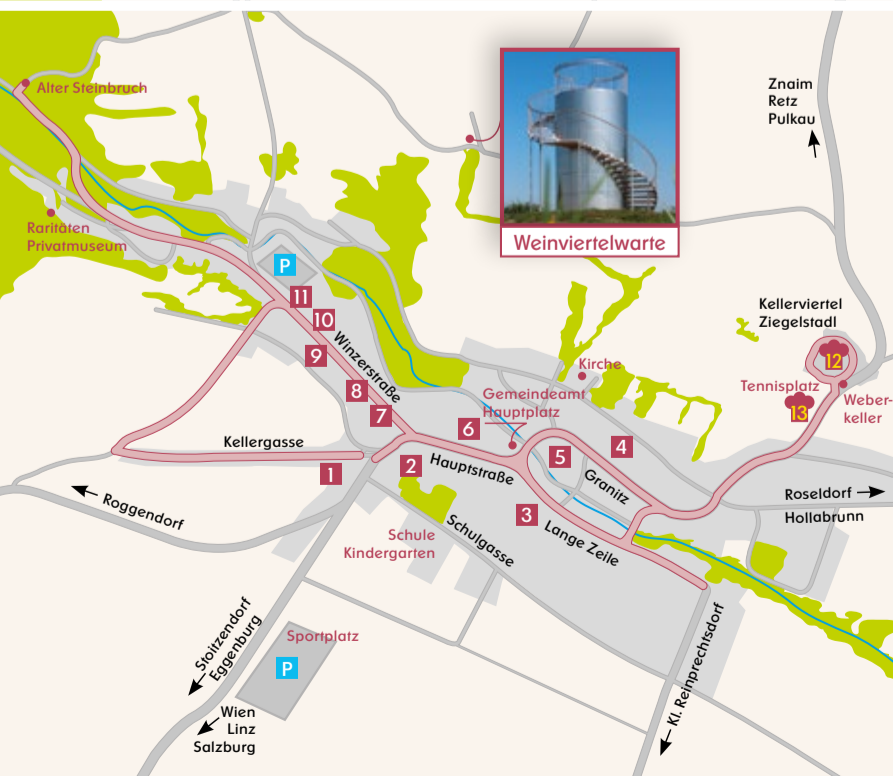 Alter Steinbruch
Znaim
Retz
Pulkau
Raritäten
Privatmuseum
Weinviertelwarte
P
11
10
9
8
7
Winzerstraße
Kellerviertel
Ziegelstadl
12
Kirche
Tennisplatz
13
Weber-
keller
Gemeindeamt
Hauptplatz
6
5
4
Kellergasse
1
2
Hauptstraße
Granitz
3
Lange Zeile
Roseldorf
Hollabrunn
Roggendorf
Schule
Kindergarten
Schulgasse
Stoitzendorf
Eggenburg
Sportplatz
P
Wien
Linz
Salzburg
Kl. Reinprechtsdorf